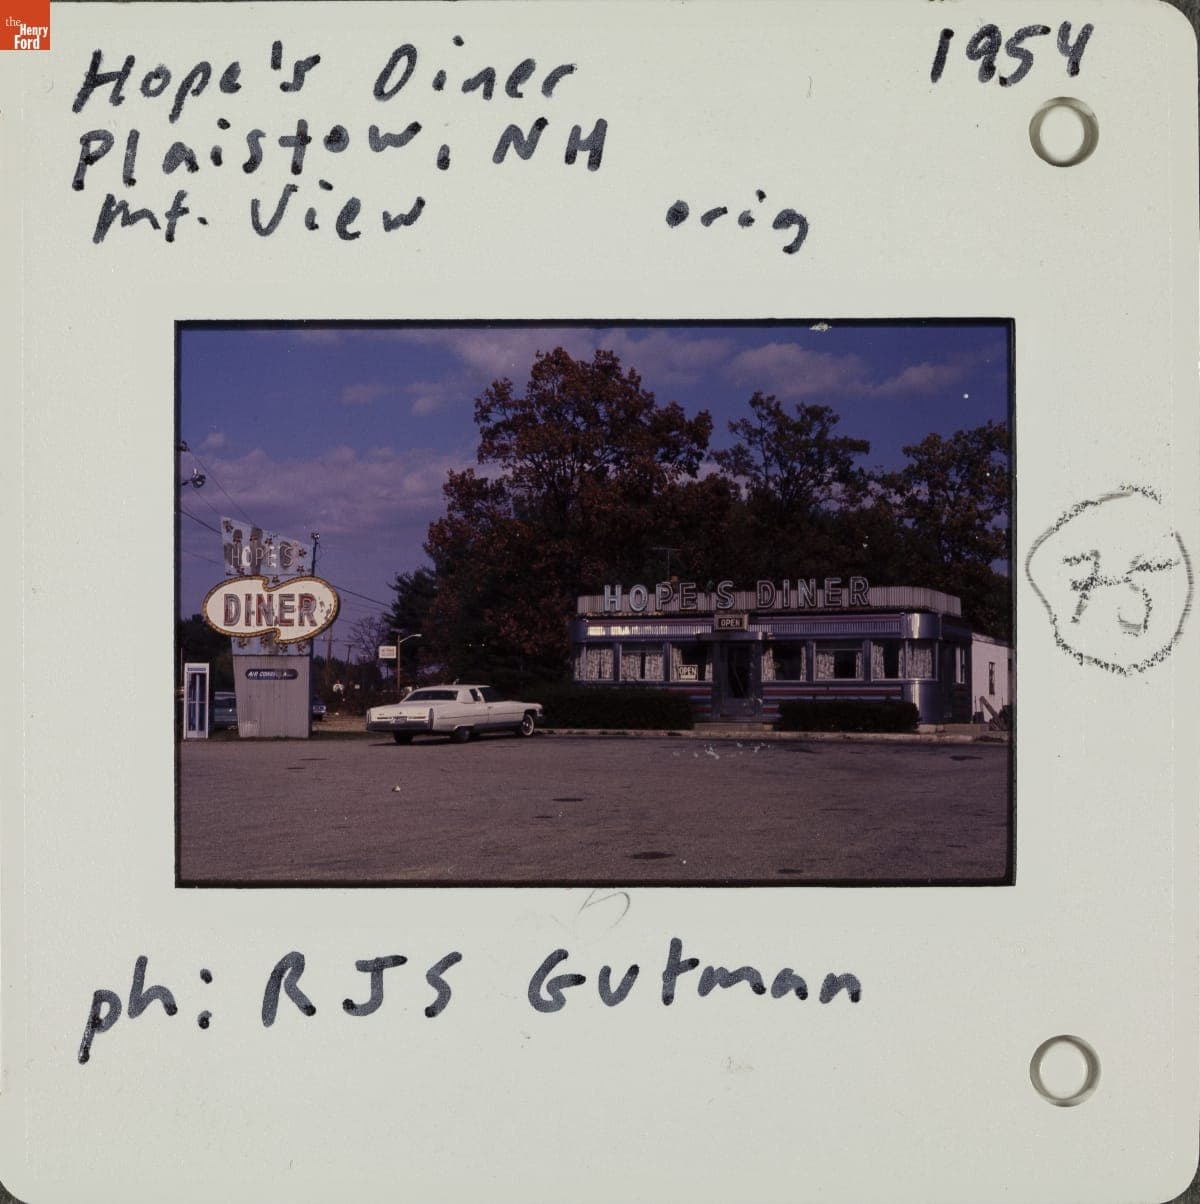 the
Henry
Ford
Hope's Diner
1954
Plaistow, NH
Mt. View
orig
HOPE'S
DINER
HOPE'S DINER
OPEN
OPEN
75
ph: RJS Gutman